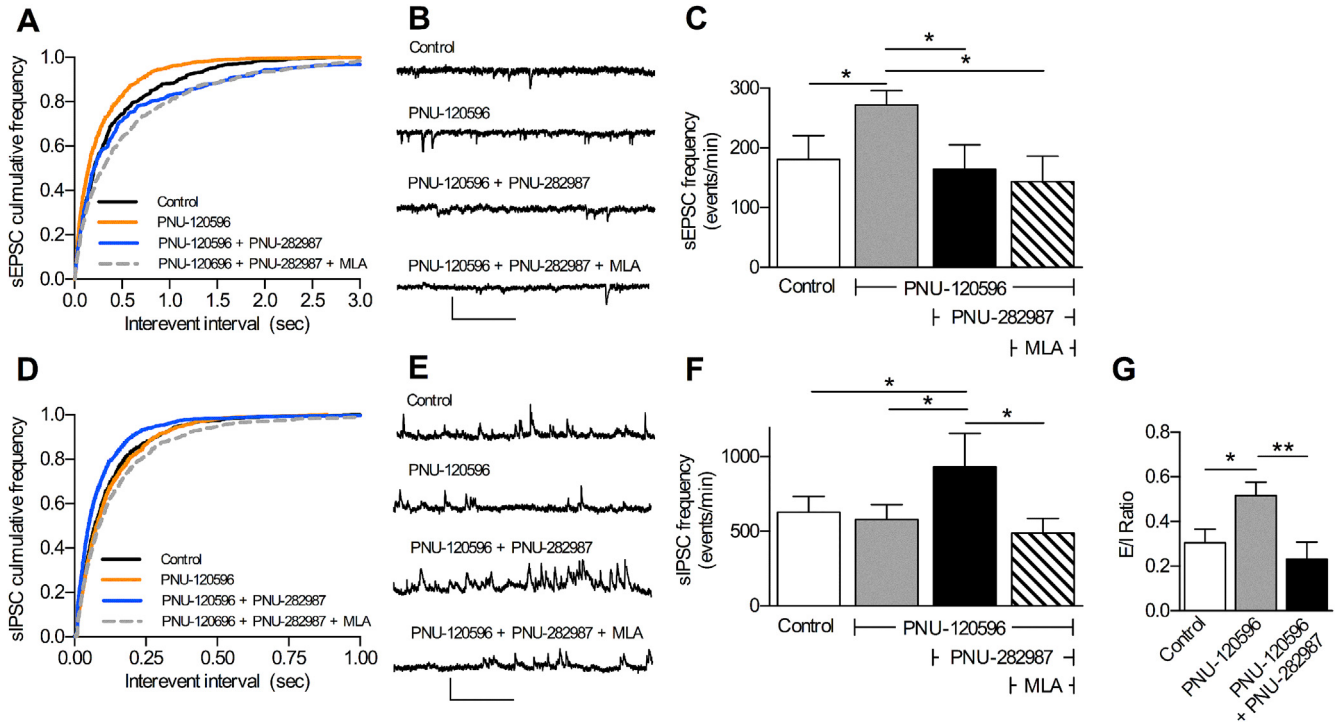 A
sEPSC culmulative frequency
1.0
0.8
0.6
0.4
0.2
0.0
Control
PNU-120596
PNU-120596 + PNU-282987
PNU-120696 + PNU-282987 + MLA
0.0 0.5 1.0 1.5 2.0 2.5 3.0
Interevent interval (sec)
B
Control
PNU-120596
PNU-120596 + PNU-282987
PNU-120596 + PNU-282987 + MLA
C
sEPSC frequency
(events/min)
300
200
100
0
* 
*
*
Control PNU-120596
PNU-282987
MLA
D
sIPSC culmulative frequency
1.0
0.8
0.6
0.4
0.2
0.0
Control
PNU-120596
PNU-120596 + PNU-282987
PNU-120696 + PNU-282987 + MLA
0.00 0.25 0.50 0.75 1.00
Interevent interval (sec)
E
Control
PNU-120596
PNU-120596 + PNU-282987
PNU-120596 + PNU-282987 + MLA
F
sIPSC frequency
(events/min)
1000
500
0
*
*
*
Control PNU-120596
PNU-282987
MLA
G
E/I Ratio
0.8
0.6
0.4
0.2
0.0
* **
Control
PNU-120596
PNU-120596
+ PNU-282987